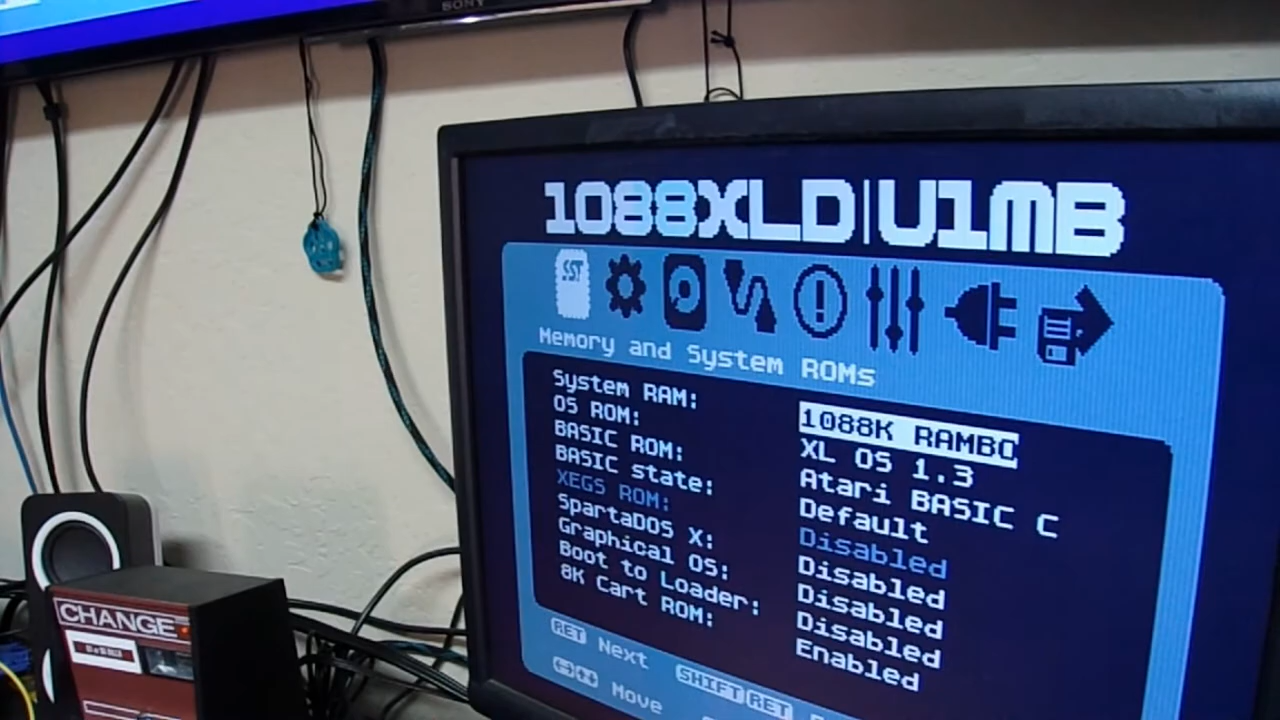 SONY
1088XLD|U1MB
.SST
Memory and System ROMs
System RAM: 1088K RAMBO
OS ROM: XL OS 1.3
BASIC ROM: Atari BASIC C
BASIC state: Default
XEGS ROM: Disabled
SpartaDOS X: Disabled
Graphical OS: Disabled
Boot to Loader: Disabled
8K Cart ROM: Enabled
RET Next SHIFT RET
Move
CHANGE